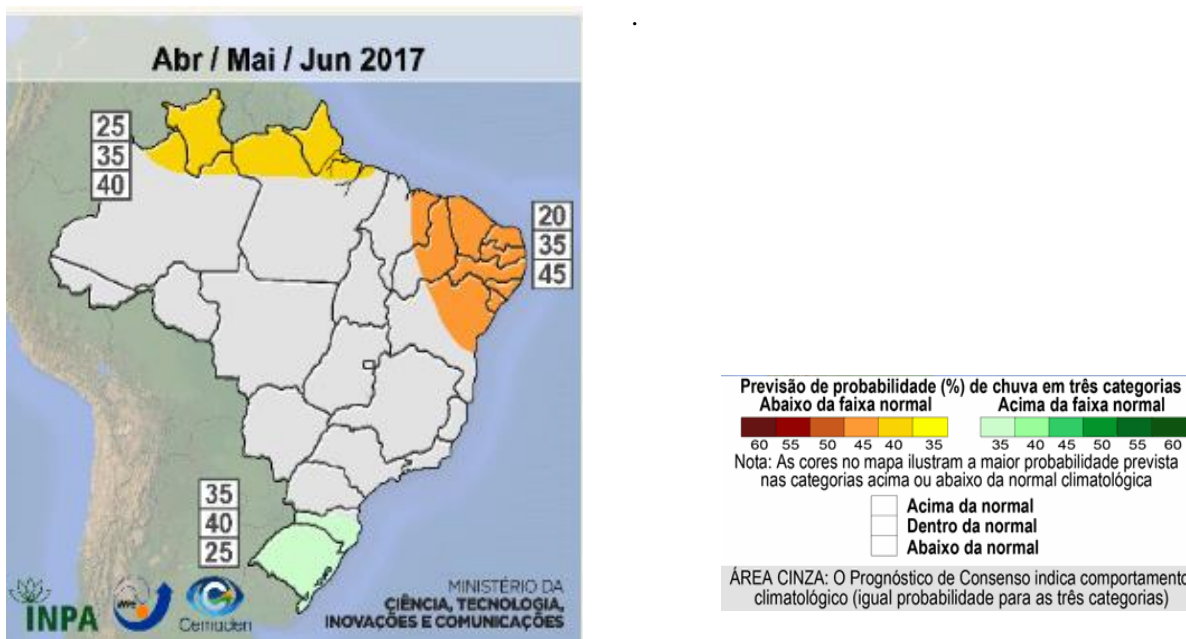 .
Abr / Mai / Jun 2017
25
35
40
20
35
45
35
40
25
INPA
Cemaden
MINISTÉRIO DA
CIÊNCIA, TECNOLOGIA,
INOVAÇÕES E COMUNICAÇÕES
Previsão de probabilidade (%) de chuva em três categorias
Abaixo da faixa normal Acima da faixa normal
60 55 50 45 40 35 35 40 45 50 55 60
Nota: As cores no mapa ilustram a maior probabilidade prevista
nas categorias acima ou abaixo da normal climatológica
Acima da normal
Dentro da normal
Abaixo da normal
ÁREA CINZA: O Prognóstico de Consenso indica comportamento
climatológico (igual probabilidade para as três categorias)